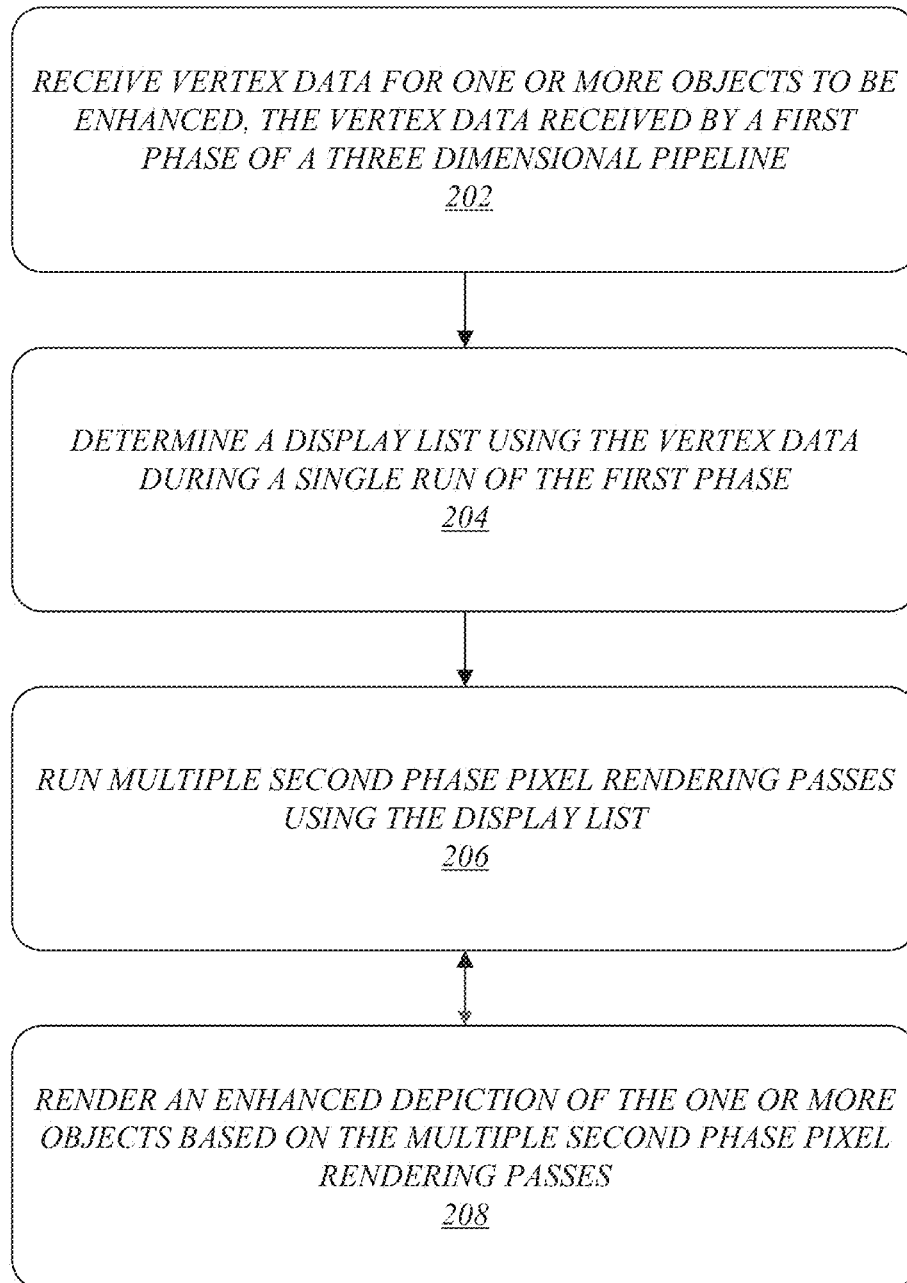 RECEIVE VERTEX DATA FOR ONE OR MORE OBJECTS TO BE
ENHANCED, THE VERTEX DATA RECEIVED BY A FIRST
PHASE OF A THREE DIMENSIONAL PIPELINE
202
DETERMINE A DISPLAY LIST USING THE VERTEX DATA
DURING A SINGLE RUN OF THE FIRST PHASE
204
RUN MULTIPLE SECOND PHASE PIXEL RENDERING PASSES
USING THE DISPLAY LIST
206
RENDER AN ENHANCED DEPICTION OF THE ONE OR MORE
OBJECTS BASED ON THE MULTIPLE SECOND PHASE PIXEL
RENDERING PASSES
208